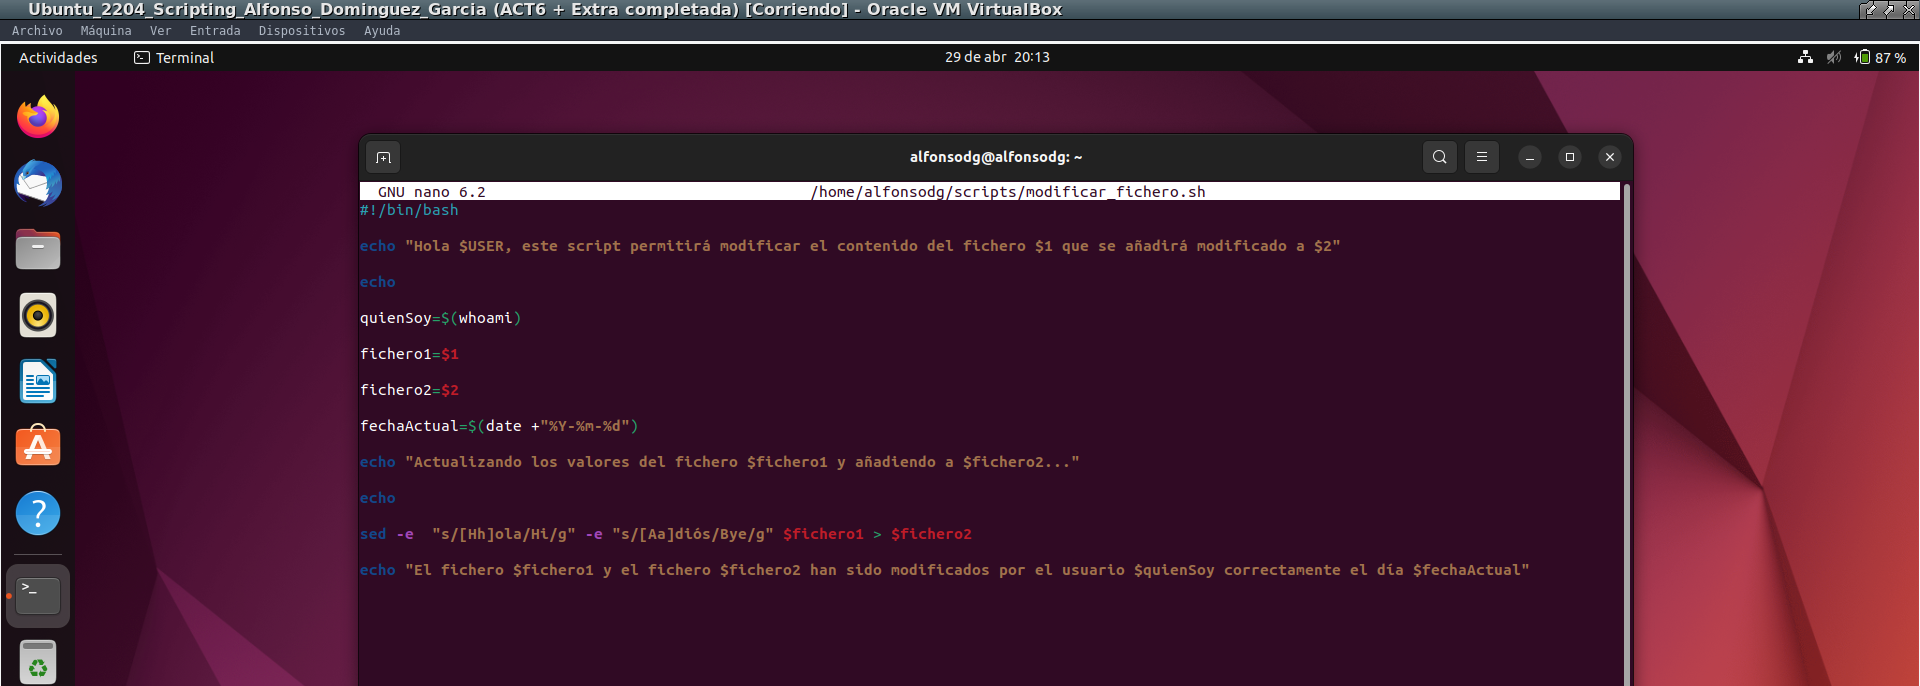 Ubuntu_2204_Scripting_Alfonso_Dominguez_Garcia (ACT6 + Extra completada) [Corriendo] - Oracle VM VirtualBox
Archivo Máquina Ver Entrada Dispositivos Ayuda
Actividades Terminal 29 de abr 20:13 87 %
alfonsodg@alfonsodg: ~
GNU nano 6.2 /home/alfonsodg/scripts/modificar_fichero.sh
#!/bin/bash
echo "Hola $USER, este script permitirá modificar el contenido del fichero $1 que se añadirá modificado a $2"
echo
quienSoy=$(whoami)
fichero1=$1
fichero2=$2
fechaActual=$(date +"%Y-%m-%d")
echo "Actualizando los valores del fichero $fichero1 y añadiendo a $fichero2..."
echo
sed -e  "s/[Hh]ola/Hi/g" -e "s/[Aa]diós/Bye/g" $fichero1 > $fichero2
echo "El fichero $fichero1 y el fichero $fichero2 han sido modificados por el usuario $quienSoy correctamente el día $fechaActual"